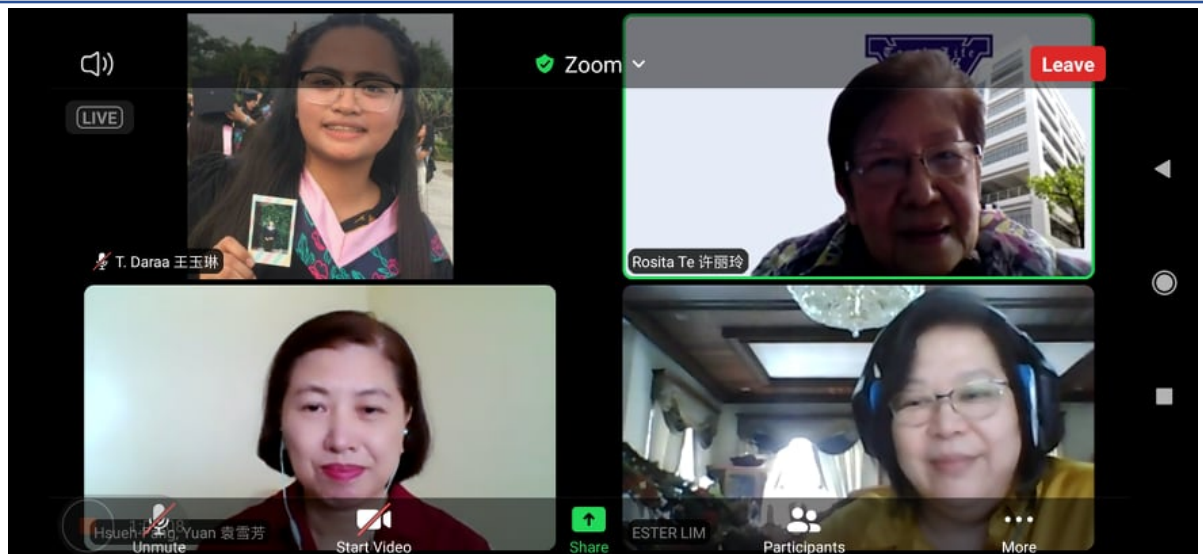 Zoom
Leave
LIVE
T. Daraa 王玉琳
Rosita Te 许丽玲
Hsueh-Fang, Yuan 袁雪芳
ESTER LIM
Unmute
Start Video
Share
Participants
More